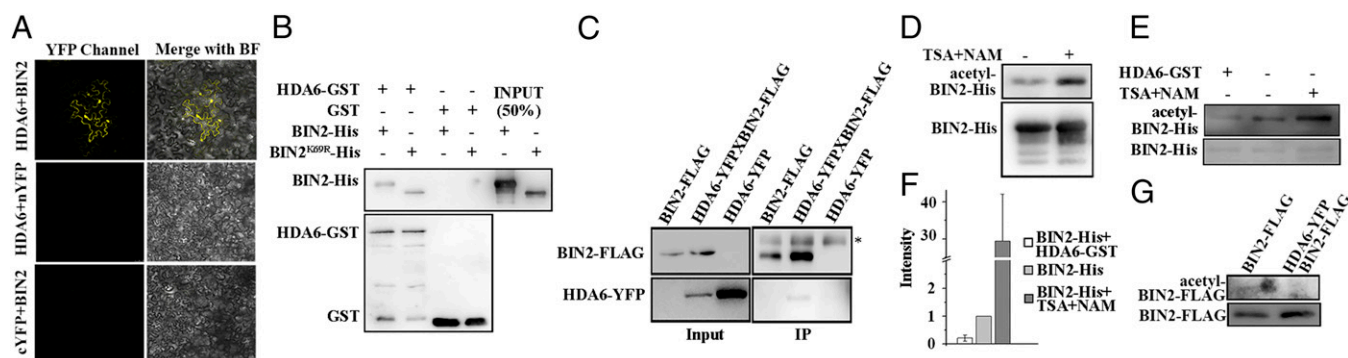 A
YFP Channel
Merge with BF
HDA6+BIN2
HDA6+nYFP
cYFP+BIN2
B
HDA6-GST + + - - INPUT
GST - - + + (50%)
BIN2-His + - + - +
BIN2K69R-His - + - + +
BIN2-His
HDA6-GST
GST
C
BIN2-FLAG
HDA6-YFPXBIN2-FLAG
HDA6-YFP
BIN2-FLAG
HDA6-YFPXBIN2-FLAG
HDA6-YFP
BIN2-FLAG
*
HDA6-YFP
Input
IP
D
TSA+NAM - +
acetyl-
BIN2-His
BIN2-His
E
HDA6-GST + - -
TSA+NAM - - +
acetyl-
BIN2-His
BIN2-His
F
Intensity
40
30
2
1
0
BIN2-His+
HDA6-GST
BIN2-His
BIN2-His+
TSA+NAM
G
BIN2-FLAG
HDA6-YFP
BIN2-FLAG
acetyl-
BIN2-FLAG
BIN2-FLAG